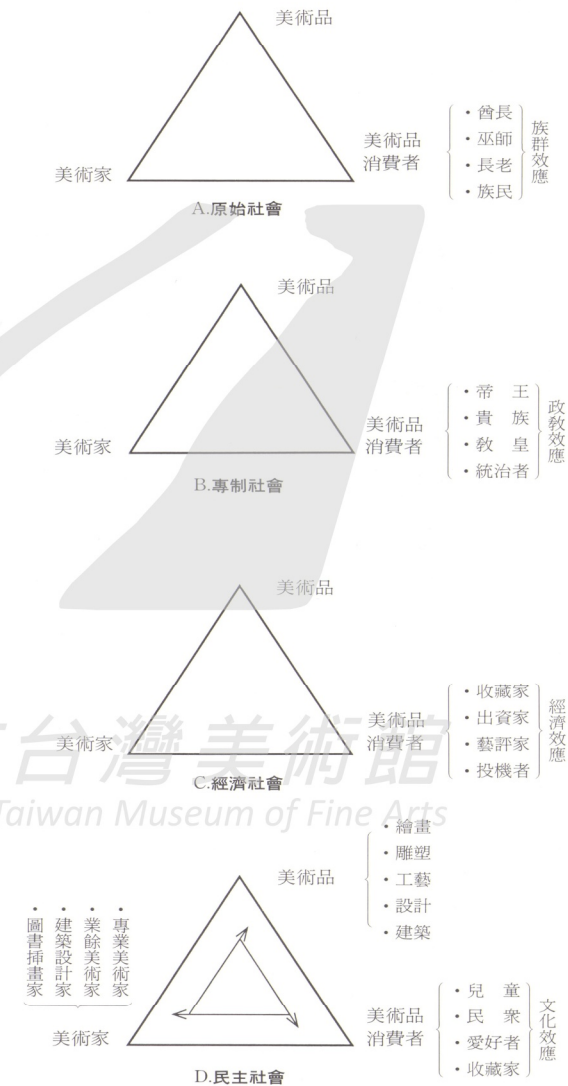 美術品
美術家
美術品
消費者
・酋長
・巫師
・長老
・族民
族群效應
A.原始社會
美術品
美術家
美術品
消費者
・帝　王
・貴　族
・教　皇
・統治者
政教效應
B.專制社會
美術品
美術家
美術品
消費者
・收藏家
・出資家
・藝評家
・投機者
經濟效應
C.經濟社會
台灣美術館
Taiwan Museum of Fine Arts
美術品
・繪畫
・雕塑
・工藝
・設計
・建築
・專業美術家
・業餘美術家
・建築設計家
・圖書挿畫家
美術家
美術品
消費者
・兒　童
・民　衆
・愛好者
・收藏家
文化效應
D.民主社會